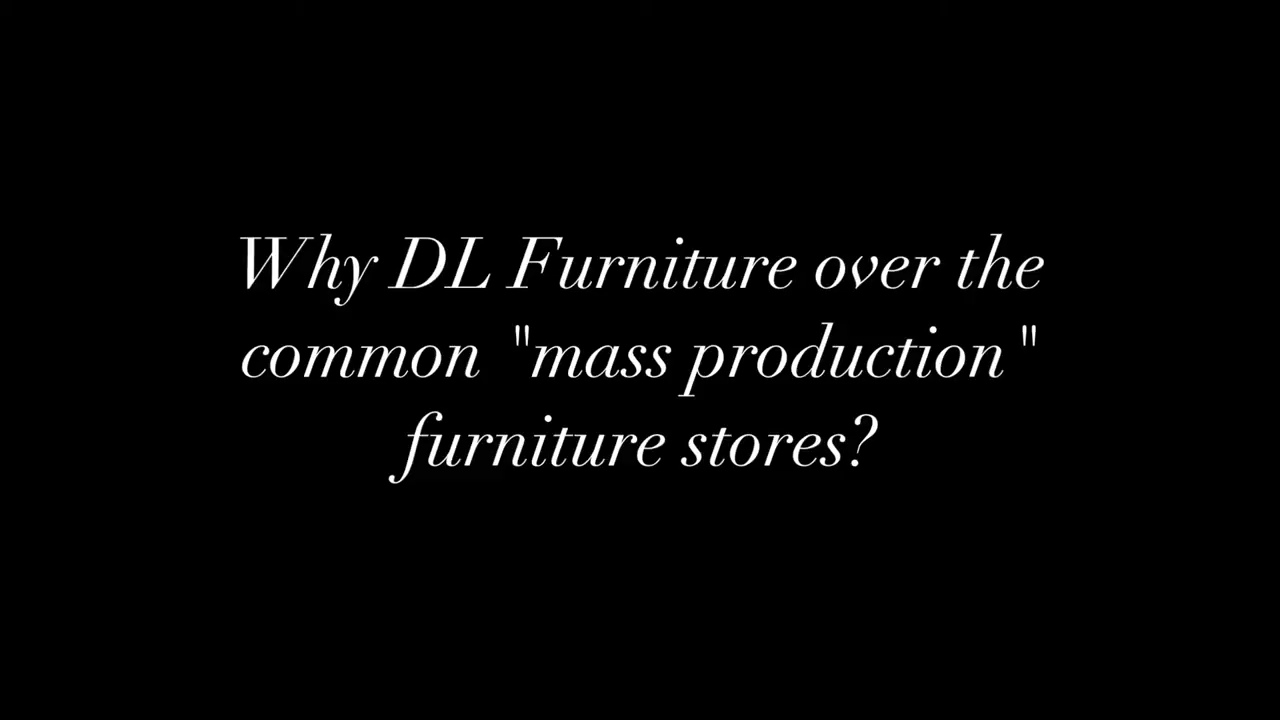 Why DL Furniture over the
common "mass production"
furniture stores?